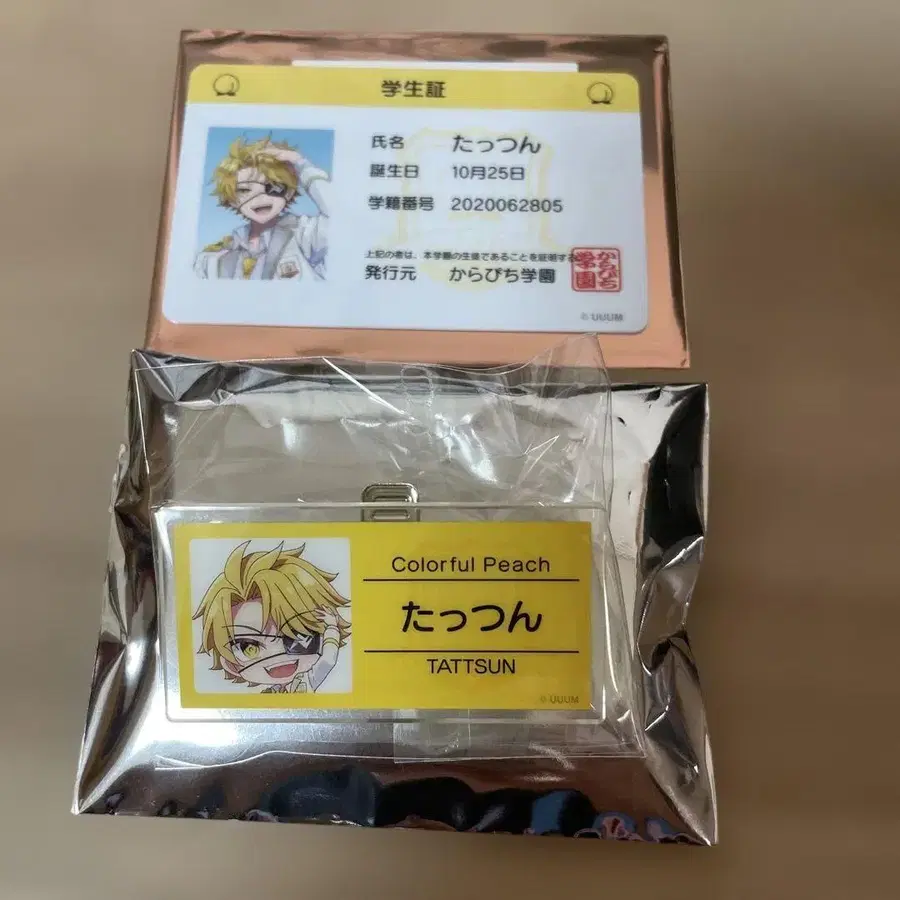 学生証
氏名 たっつん
誕生日 10月25日
学籍番号 2020062805
上記の者は、本学園の生徒であることを証明する
発行元 からぴち学園
からぴち
学園
© UUUM
Colorful Peach
たっつん
TATTSUN
© UUUM